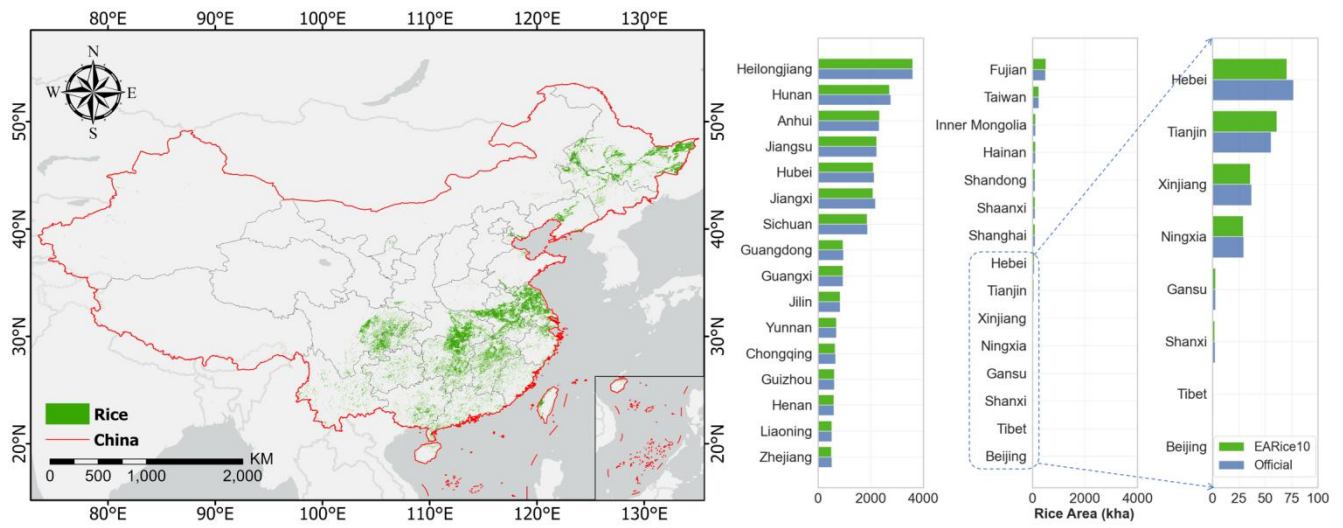 80°E 90°E 100°E 110°E 120°E 130°E
N
W E
S
50°N 50°N
40°N 40°N
30°N 30°N
20°N 20°N
Rice
China
KM
0 500 1,000 2,000
80°E 90°E 100°E 110°E 120°E 130°E
Heilongjiang
Hunan
Anhui
Jiangsu
Hubei
Jiangxi
Sichuan
Guangdong
Guangxi
Jilin
Yunnan
Chongqing
Guizhou
Henan
Liaoning
Zhejiang
0 2000 4000
Fujian
Taiwan
Inner Mongolia
Hainan
Shandong
Shaanxi
Shanghai
Hebei
Tianjin
Xinjiang
Ningxia
Gansu
Shanxi
Tibet
Beijing
0 2000 4000
Rice Area (kha)
Hebei
Tianjin
Xinjiang
Ningxia
Gansu
Shanxi
Tibet
Beijing
EARice10
Official
0 25 50 75 100